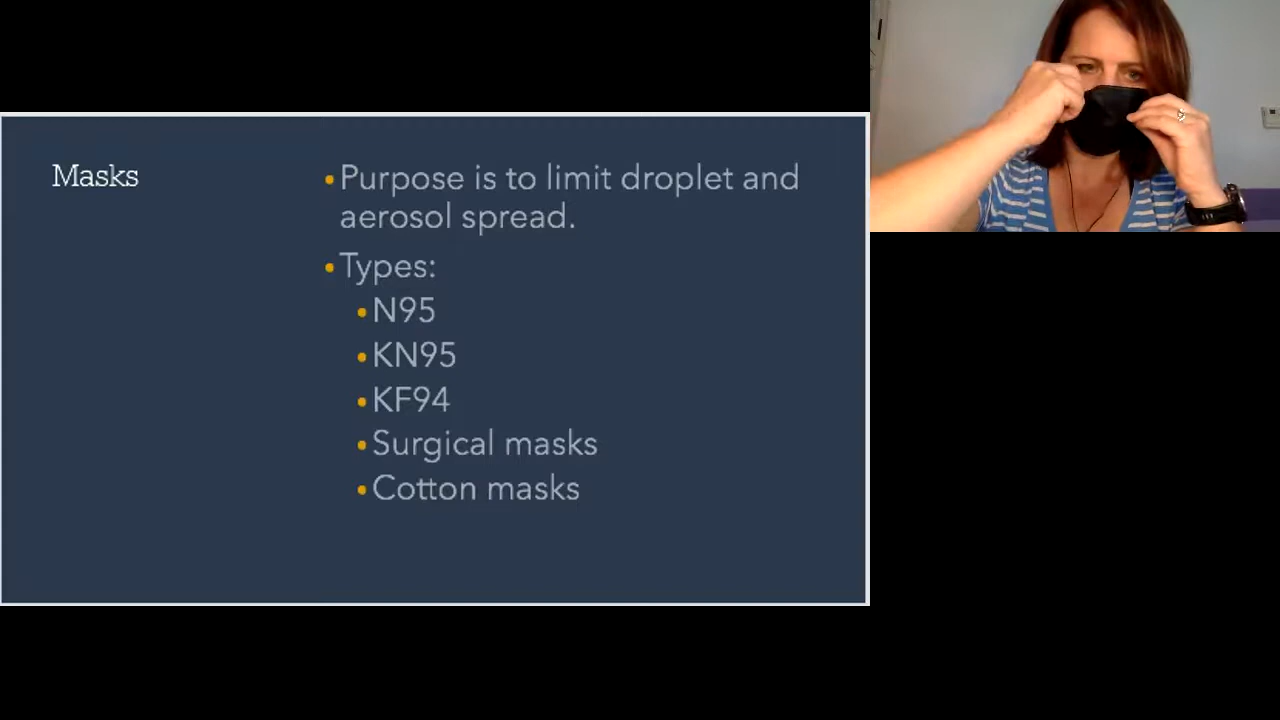 Masks
• Purpose is to limit droplet and
aerosol spread.
• Types:
• N95
• KN95
• KF94
• Surgical masks
• Cotton masks